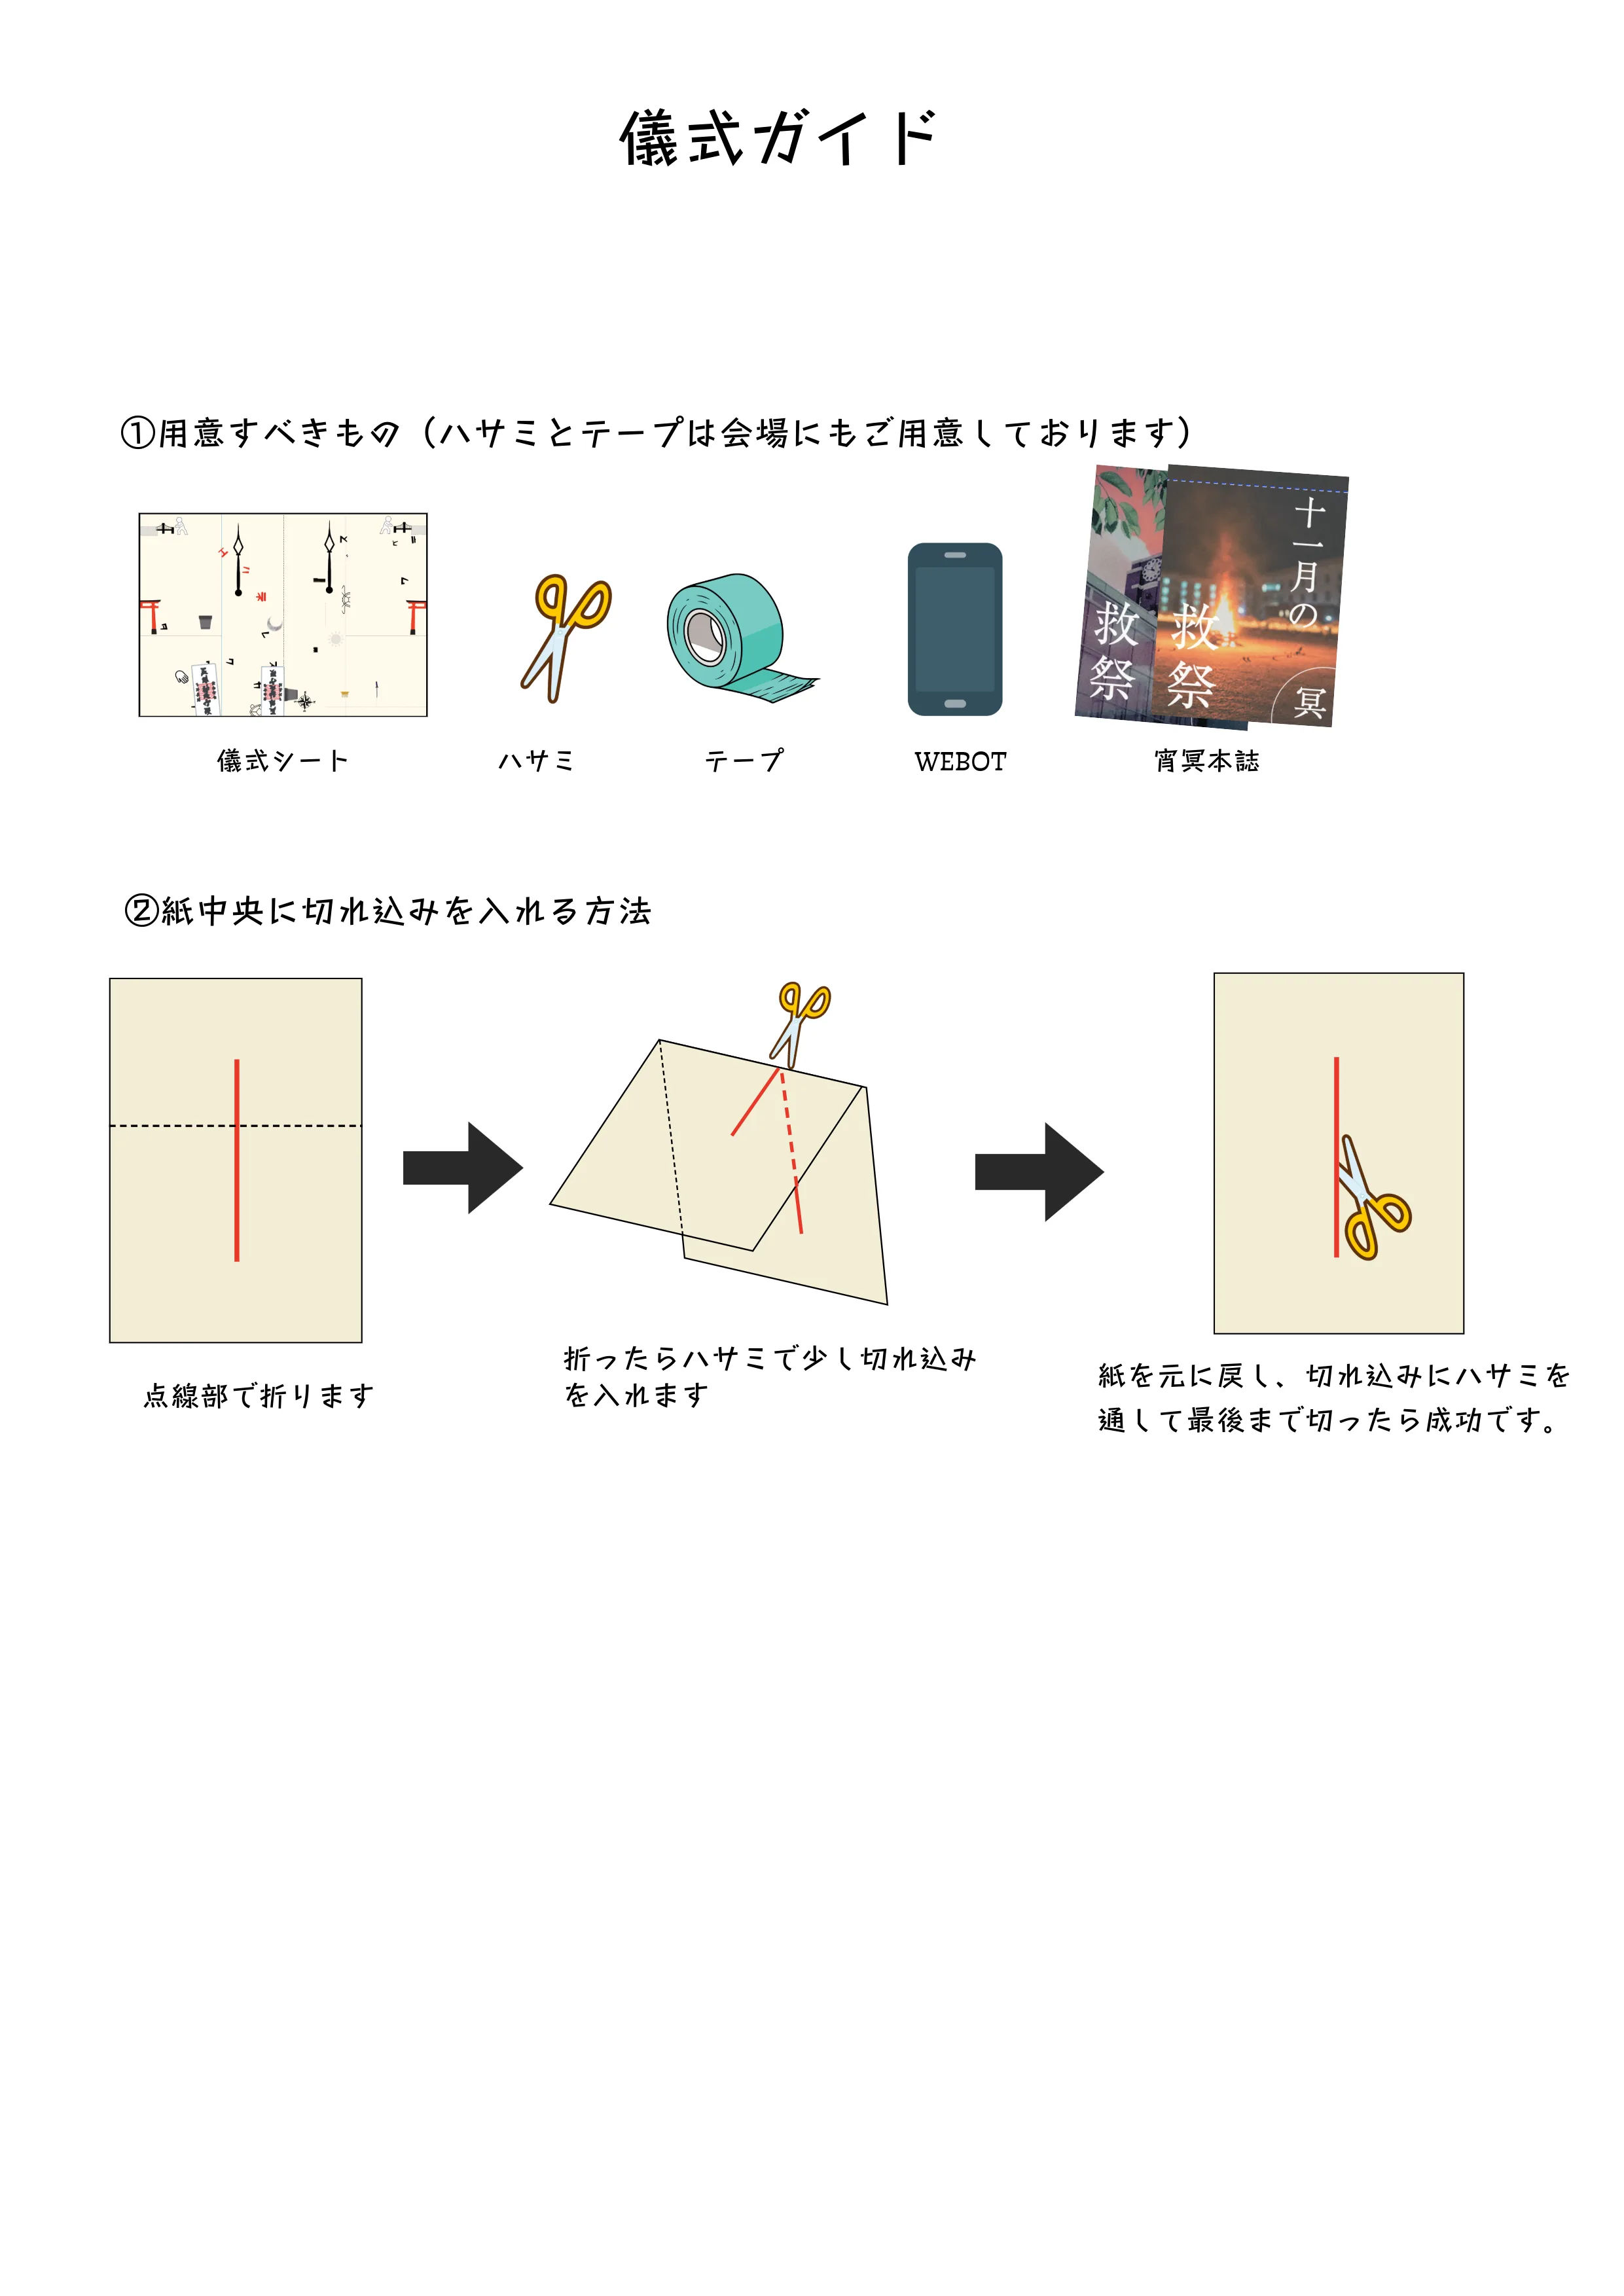 儀式ガイド
①用意すべきもの（ハサミとテープは会場にもご用意しております）
十一月の
救祭
救祭
冥
儀式シート
ハサミ
テープ
WEBOT
宵冥本誌
②紙中央に切れ込みを入れる方法
点線部で折ります
折ったらハサミで少し切れ込み
を入れます
紙を元に戻し、切れ込みにハサミを
通して最後まで切ったら成功です。